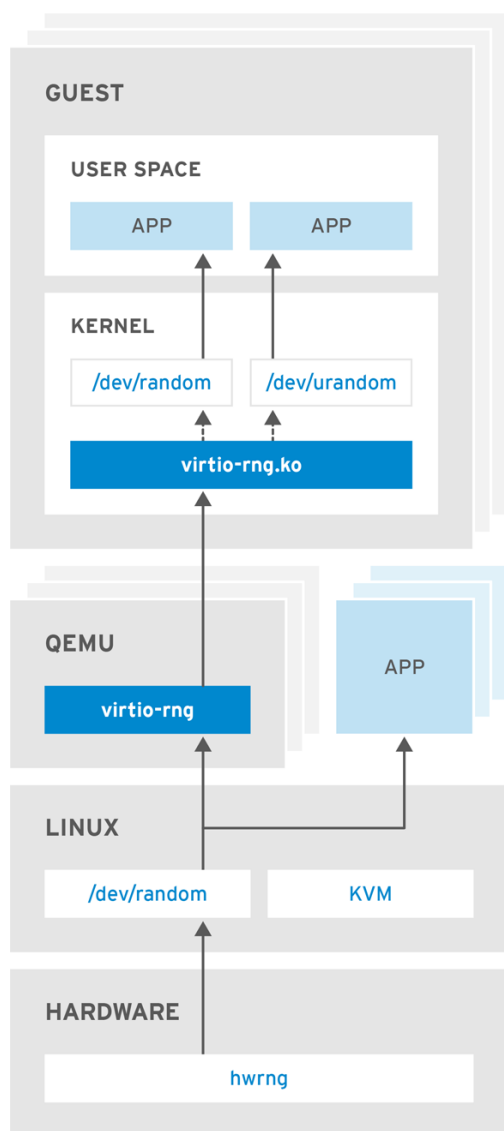 GUEST
USER SPACE
APP
APP
KERNEL
/dev/random
/dev/urandom
virtio-rng.ko
QEMU
virtio-rng
APP
LINUX
/dev/random
KVM
HARDWARE
hwrng